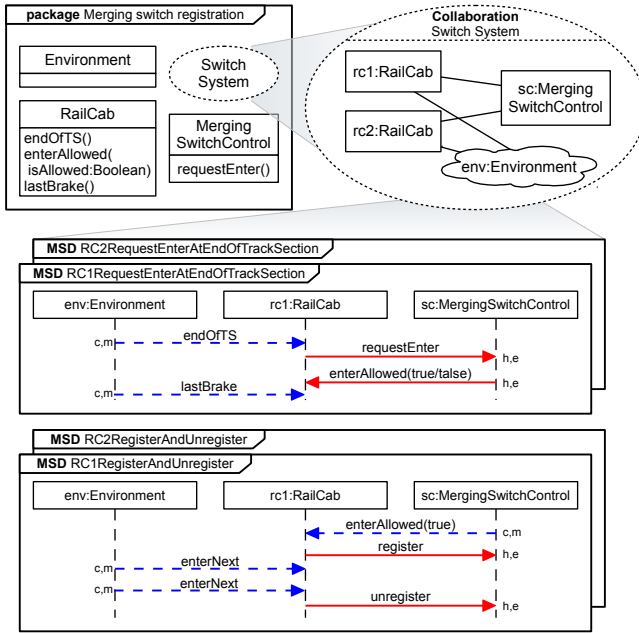 package Merging switch registration
Environment
Switch
System
RailCab
endOfTS()
enterAllowed(
isAllowed:Boolean)
lastBrake()
Merging
SwitchControl
requestEnter()
Collaboration
Switch System
rc1:RailCab
sc:Merging
SwitchControl
rc2:RailCab
env:Environment
MSD RC2RequestEnterAtEndOfTrackSection
MSD RC1RequestEnterAtEndOfTrackSection
env:Environment rc1:RailCab sc:MergingSwitchControl
c,m endOfTS
requestEnter h,e
enterAllowed(true/talse) h,e
c,m lastBrake
MSD RC2RegisterAndUnregister
MSD RC1RegisterAndUnregister
env:Environment rc1:RailCab sc:MergingSwitchControl
enterAllowed(true) c,m
register h,e
c,m enterNext
c,m enterNext
unregister h,e